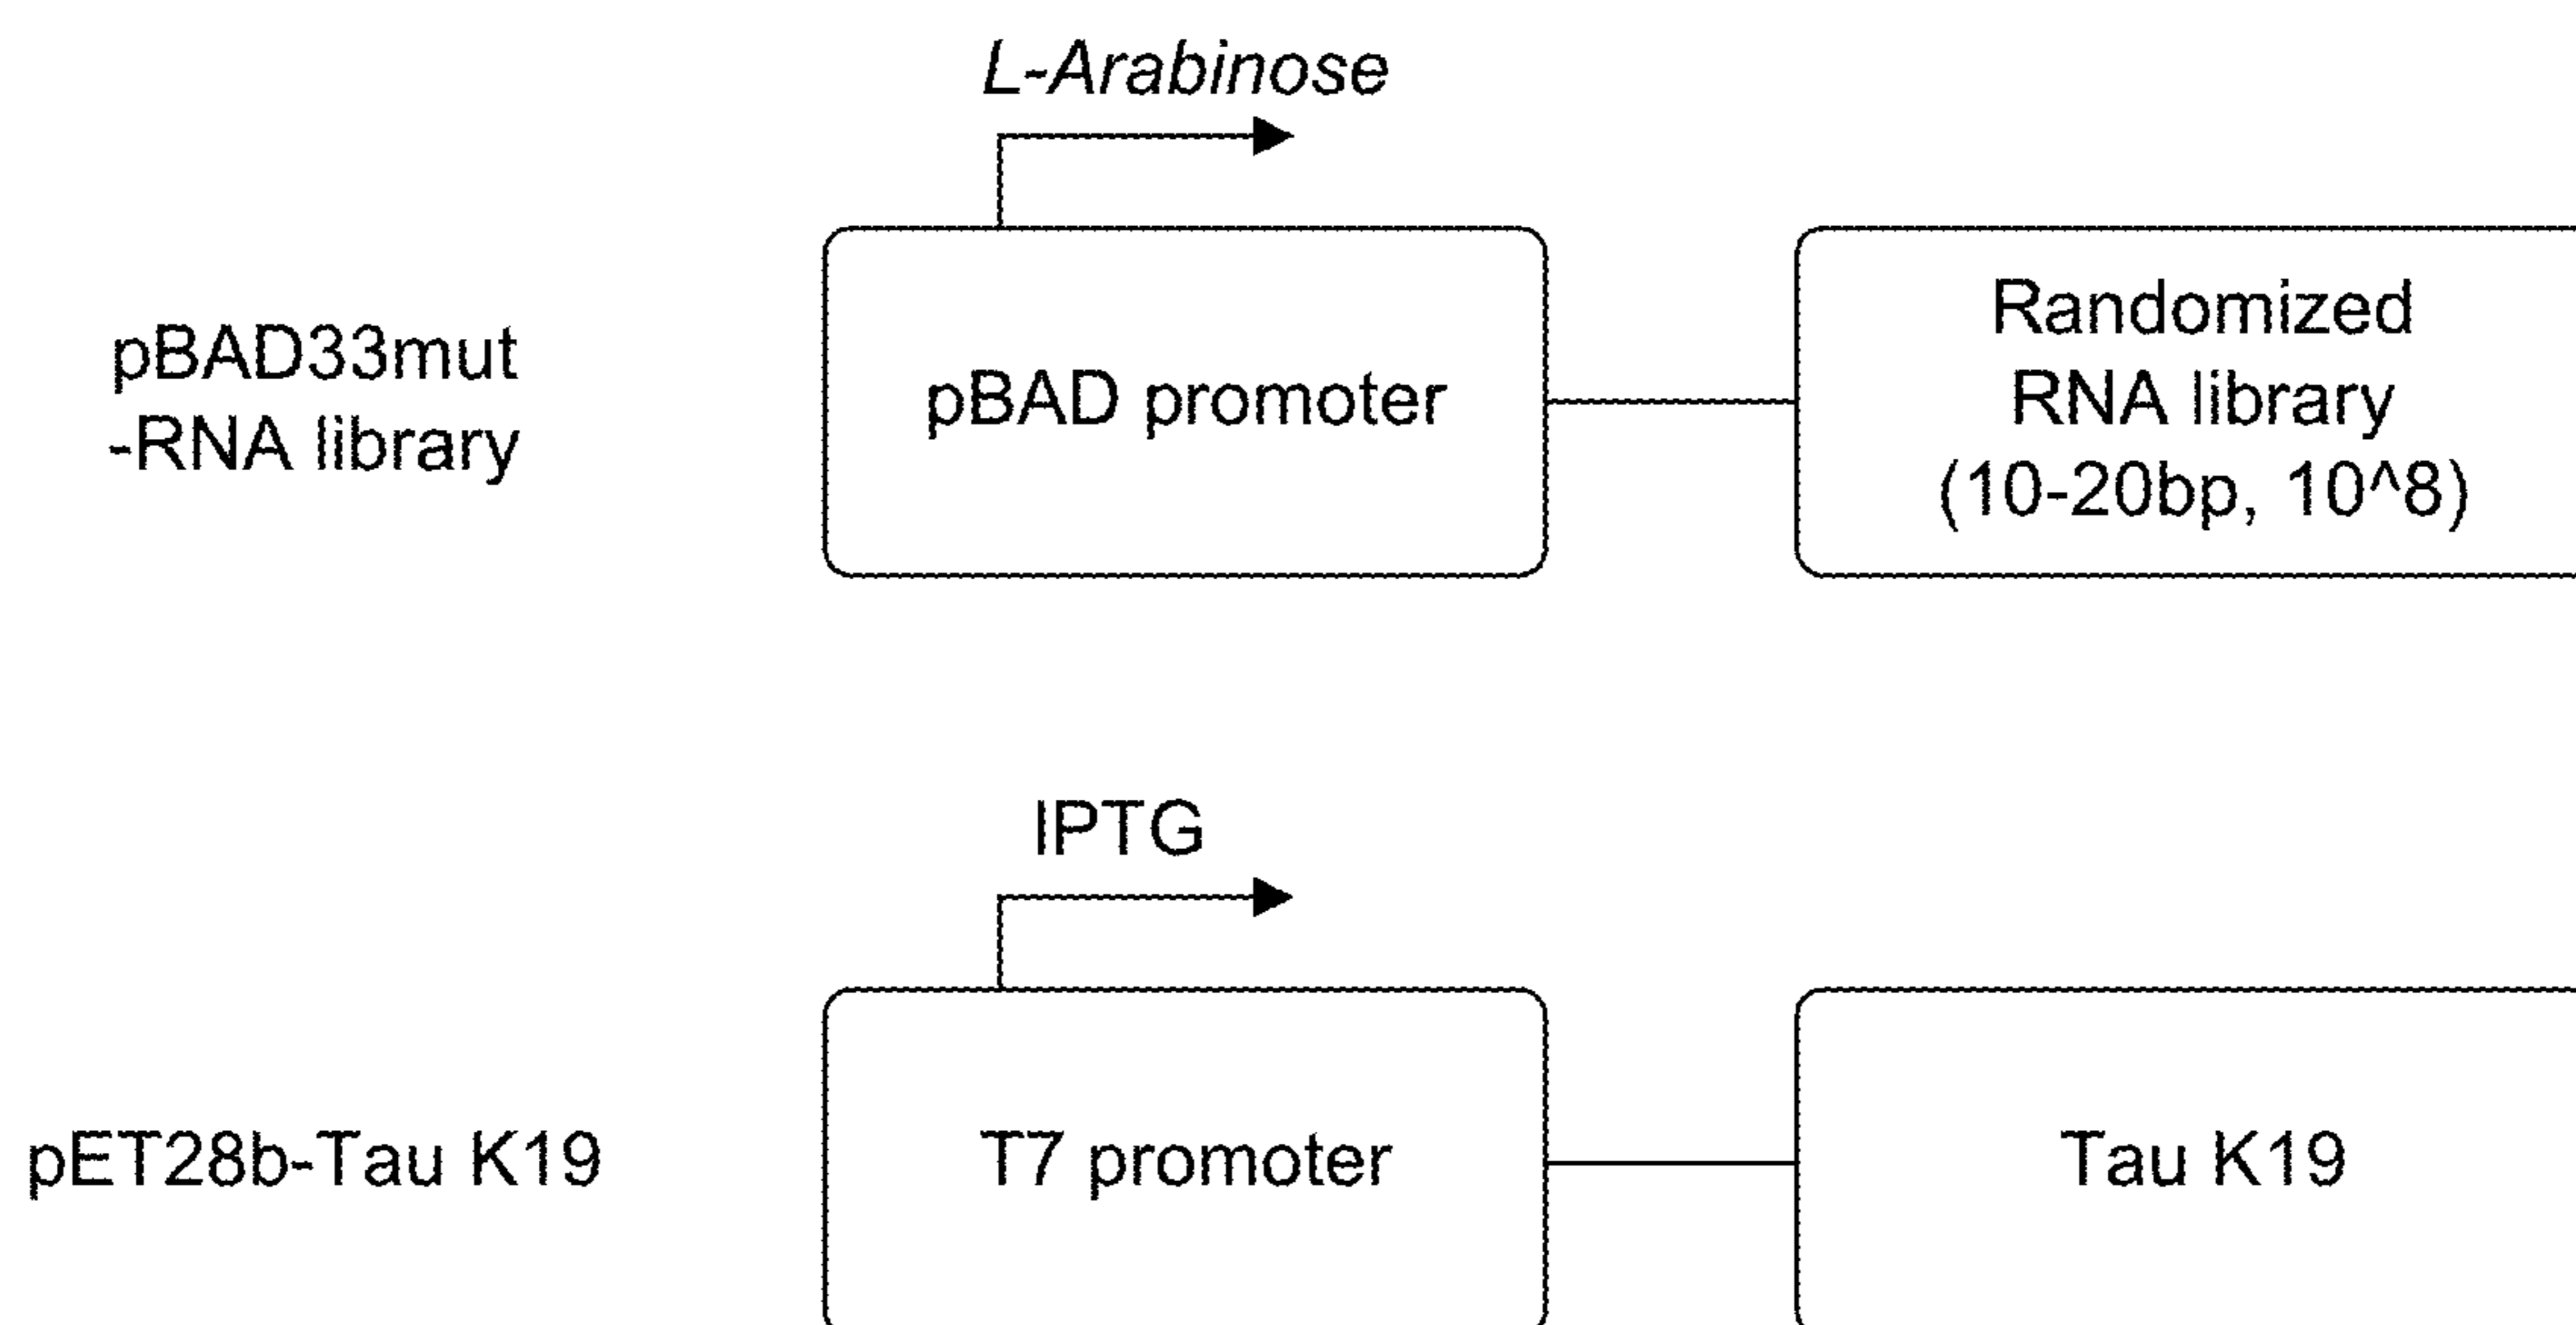 L-Arabinose
pBAD33mut
-RNA library
pBAD promoter
Randomized
RNA library
(10-20bp, 10^8)
IPTG
pET28b-Tau K19
T7 promoter
Tau K19